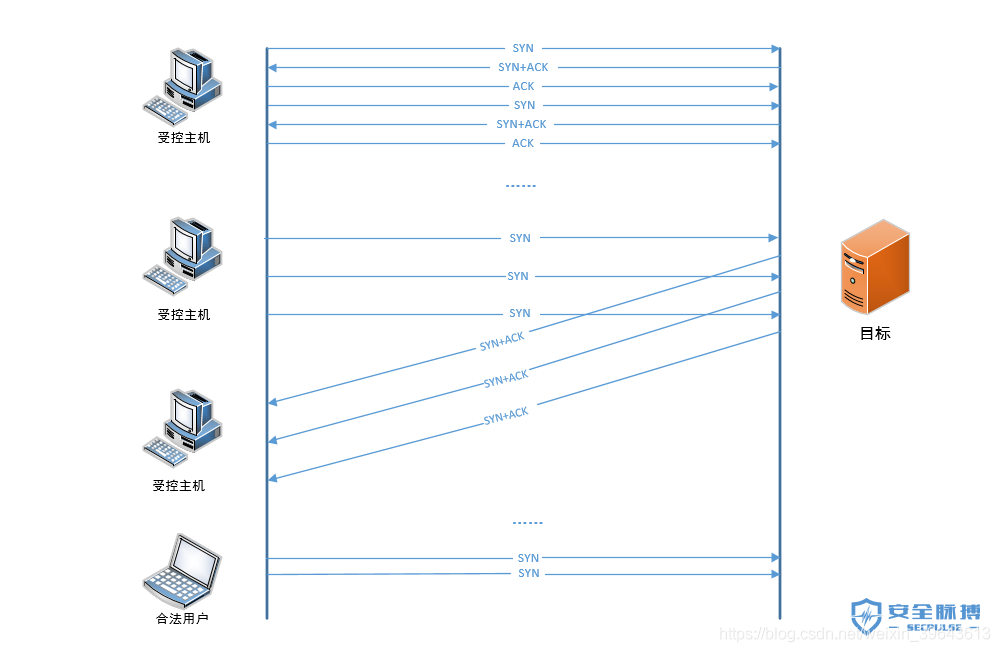 SYN
SYN+ACK
ACK
SYN
SYN+ACK
ACK
受控主机
......
SYN
SYN
受控主机
SYN
目标
SYN+ACK
SYN+ACK
SYN+ACK
受控主机
......
SYN
SYN
合法用户
安全脉搏
SECPULSE
https://blog.csdn.net/weixin_39643613